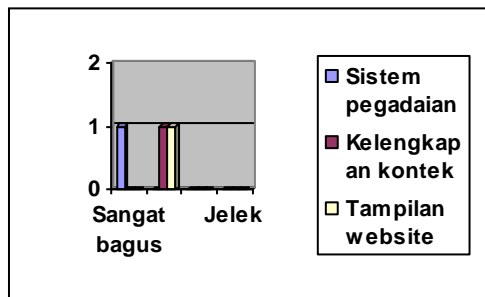 2
1
0
Sangat
bagus
Jelek
Sistem
pegadaian
Kelengkap
an kontek
Tampilan
website